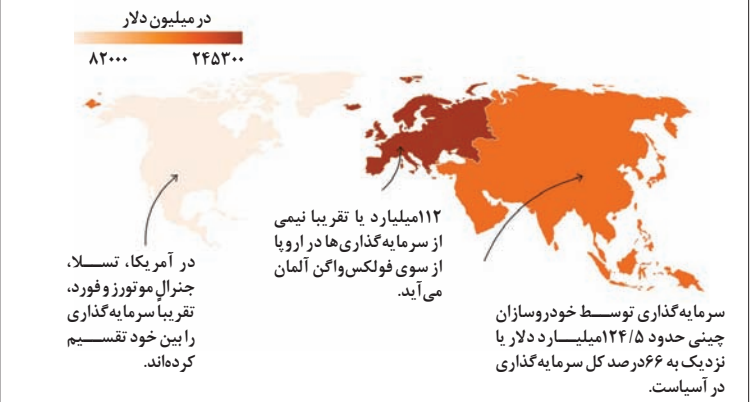 در میلیون دلار
۸۲۰۰۰
۲۴۵۳۰۰
۱۱۲میلیارد یا تقریبا نیمی
از سرمایه‌گذاری‌ها در اروپا
از سوی فولکس‌واگن آلمان
می‌آید.
در آمریکا، تسلا،
جنرال موتورز و فورد،
تقریبا سرمایه‌گذاری
را بین خود تقسیم
کرده‌اند.
سرمایه‌گذاری توسط خودروسازان
چینی حدود ۱۲۴/۵میلیارد دلار یا
نزدیک به ۶۶درصد کل سرمایه‌گذاری
در آسیاست.